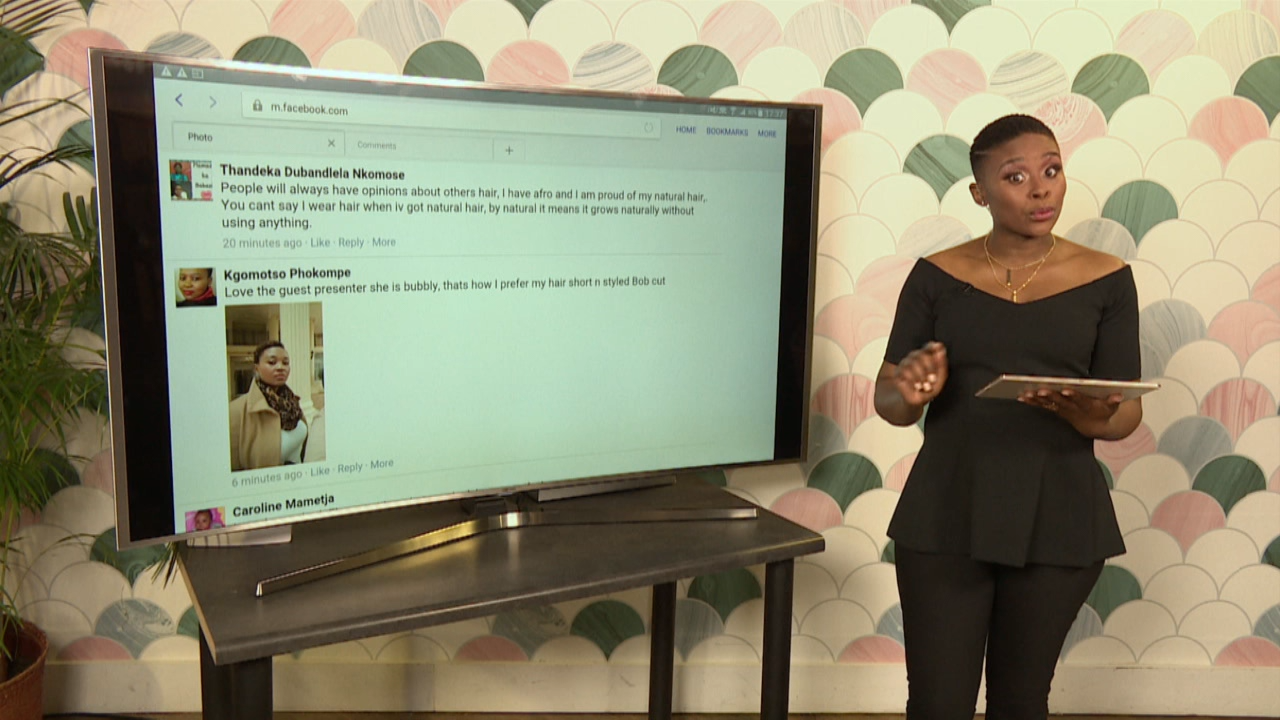 m.facebook.com
HOME BOOKMARKS MORE
Photo
Comments
Thandeka Dubandlela Nkomose
People will always have opinions about others hair, I have afro and I am proud of my natural hair,.
You cant say I wear hair when iv got natural hair, by natural it means it grows naturally without
using anything.
20 minutes ago · Like · Reply · More
Kgomotso Phokompe
Love the guest presenter she is bubbly, thats how I prefer my hair short n styled Bob cut
6 minutes ago · Like · Reply · More
Caroline Mametja